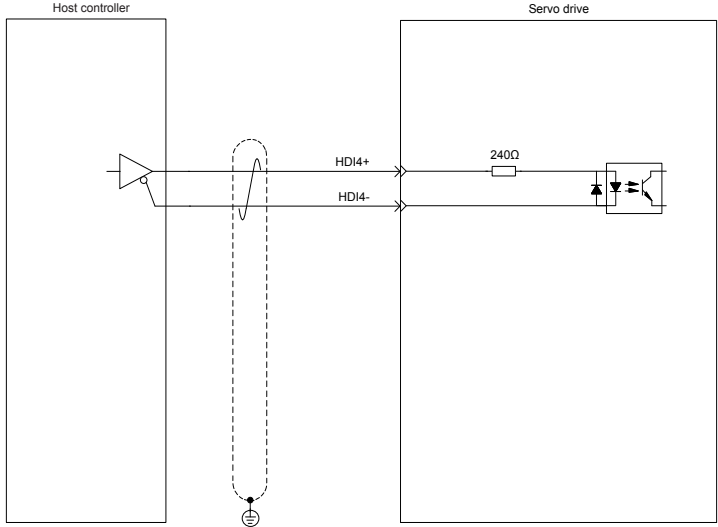 Host controller
Servo drive
HDI4+
240Ω
HDI4-